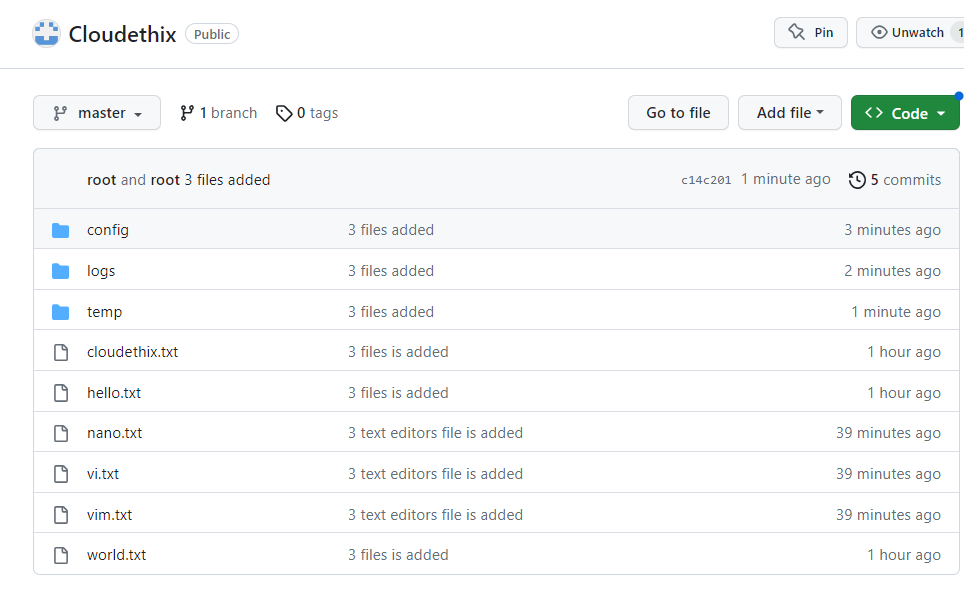 Cloudethix Public Pin Unwatch 1
master 1 branch 0 tags Go to file Add file Code
root and root 3 files added c14c201 1 minute ago 5 commits
config 3 files added 3 minutes ago
logs 3 files added 2 minutes ago
temp 3 files added 1 minute ago
cloudethix.txt 3 files is added 1 hour ago
hello.txt 3 files is added 1 hour ago
nano.txt 3 text editors file is added 39 minutes ago
vi.txt 3 text editors file is added 39 minutes ago
vim.txt 3 text editors file is added 39 minutes ago
world.txt 3 files is added 1 hour ago